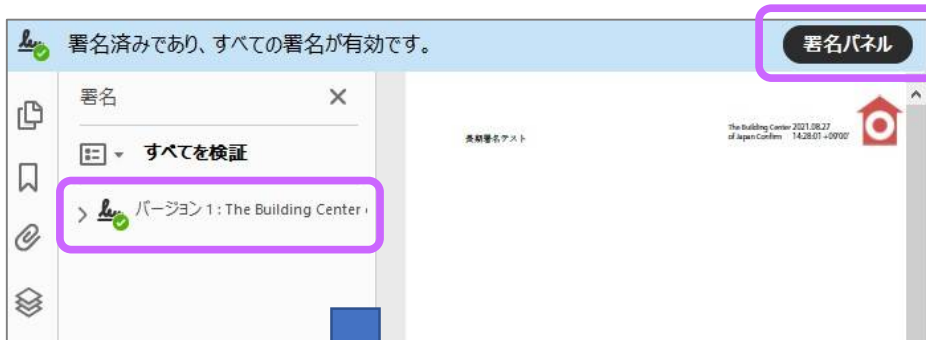 署名済みであり、すべての署名が有効です。
署名パネル
署名
すべてを検証
バージョン 1 : The Building Center
長期署名テスト
The Building Center 2021.08.27
of Japan Confirm 14:28:01 +09'00'